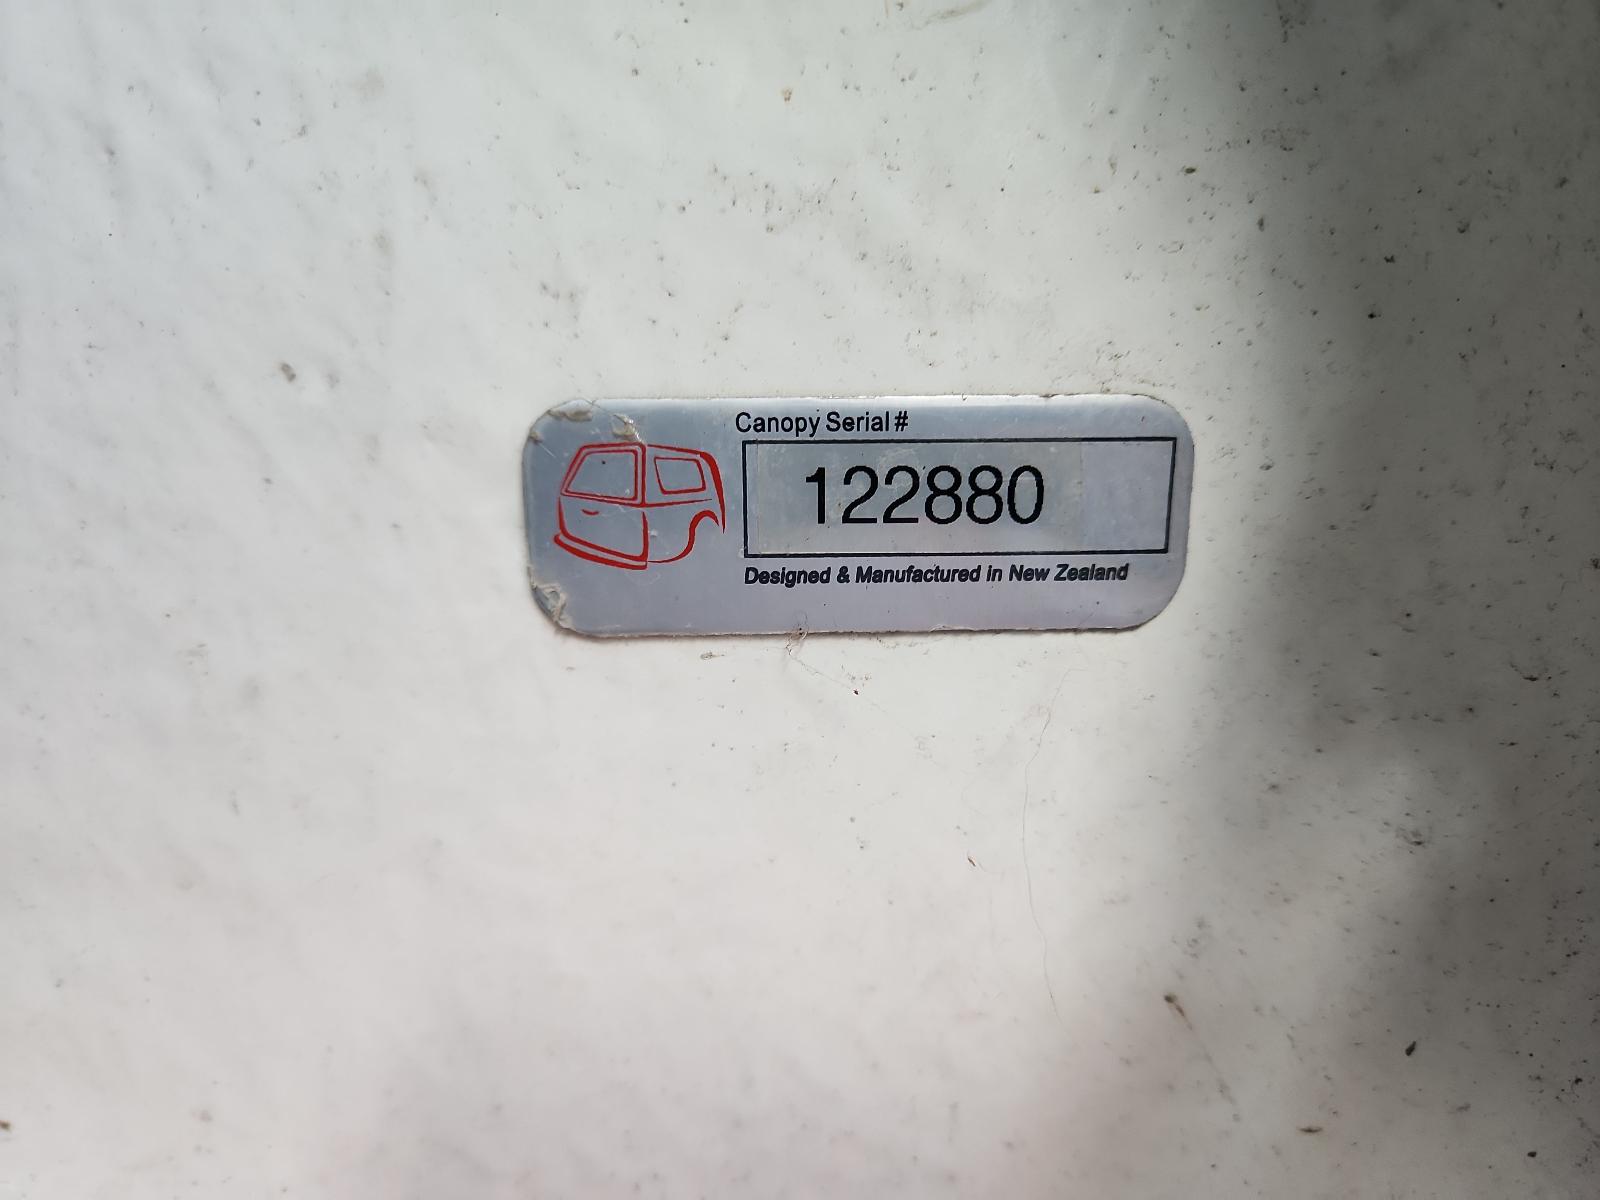 Canopy Serial #
122880
Designed & Manufactured in New Zealand